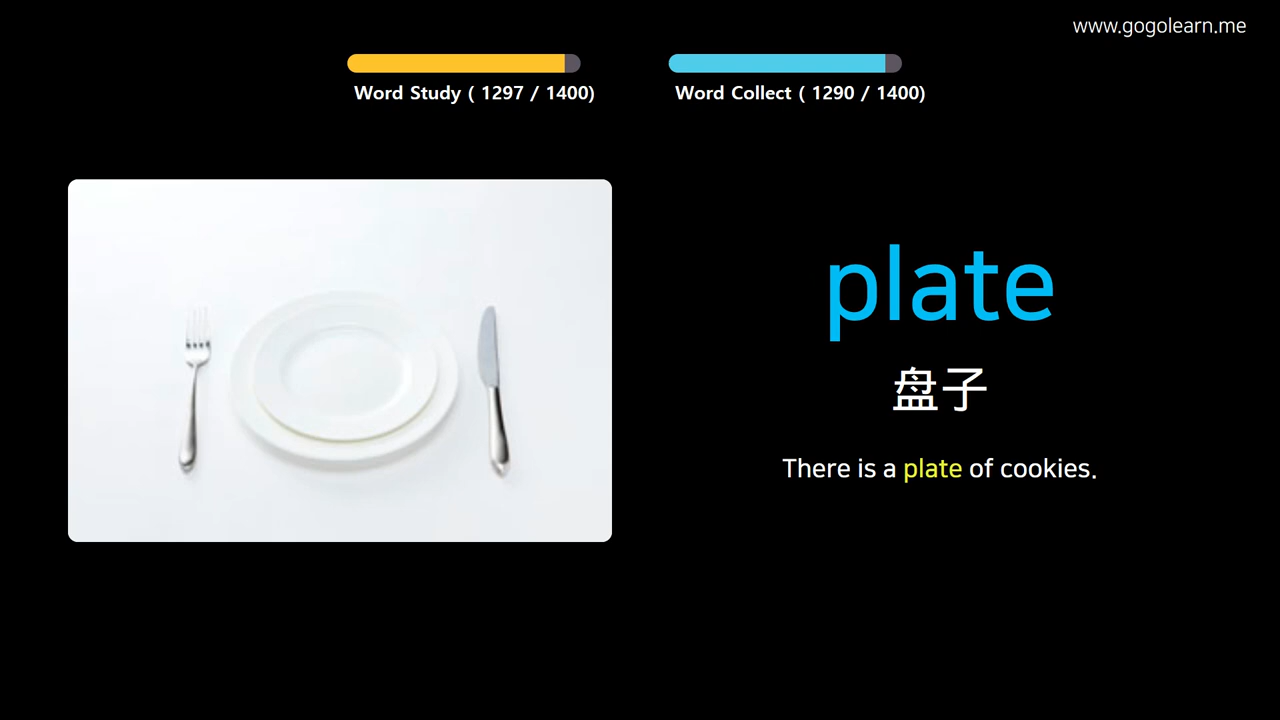 www.gogolearn.me
Word Study ( 1297 / 1400)
Word Collect ( 1290 / 1400)
plate
盘子
There is a plate of cookies.